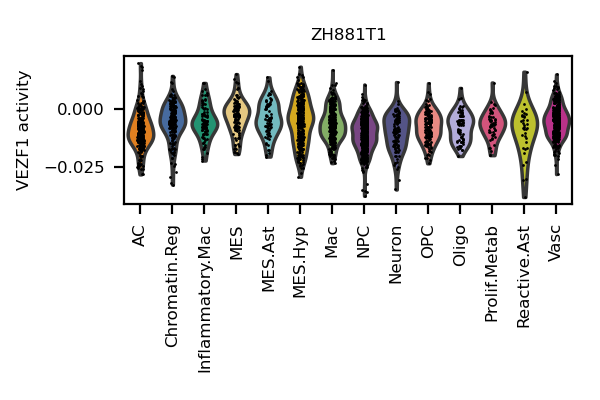 ZH881T1
VEZF1 activity
0.000
−0.025
AC
Chromatin.Reg
Inflammatory.Mac
MES
MES.Ast
MES.Hyp
Mac
NPC
Neuron
OPC
Oligo
Prolif.Metab
Reactive.Ast
Vasc